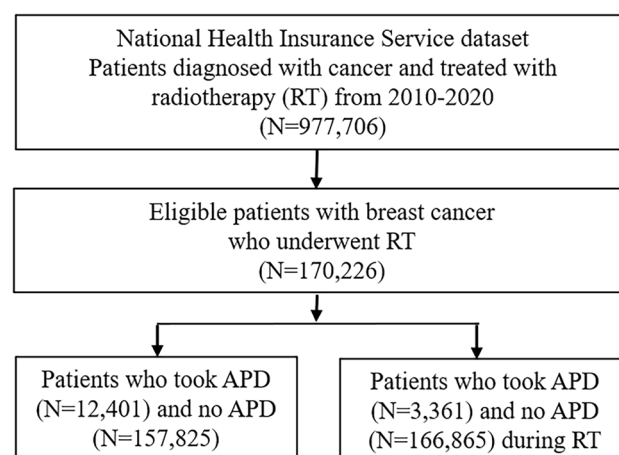 National Health Insurance Service dataset
Patients diagnosed with cancer and treated with
radiotherapy (RT) from 2010-2020
(N=977,706)
Eligible patients with breast cancer
who underwent RT
(N=170,226)
Patients who took APD
(N=12,401) and no APD
(N=157,825)
Patients who took APD
(N=3,361) and no APD
(N=166,865) during RT